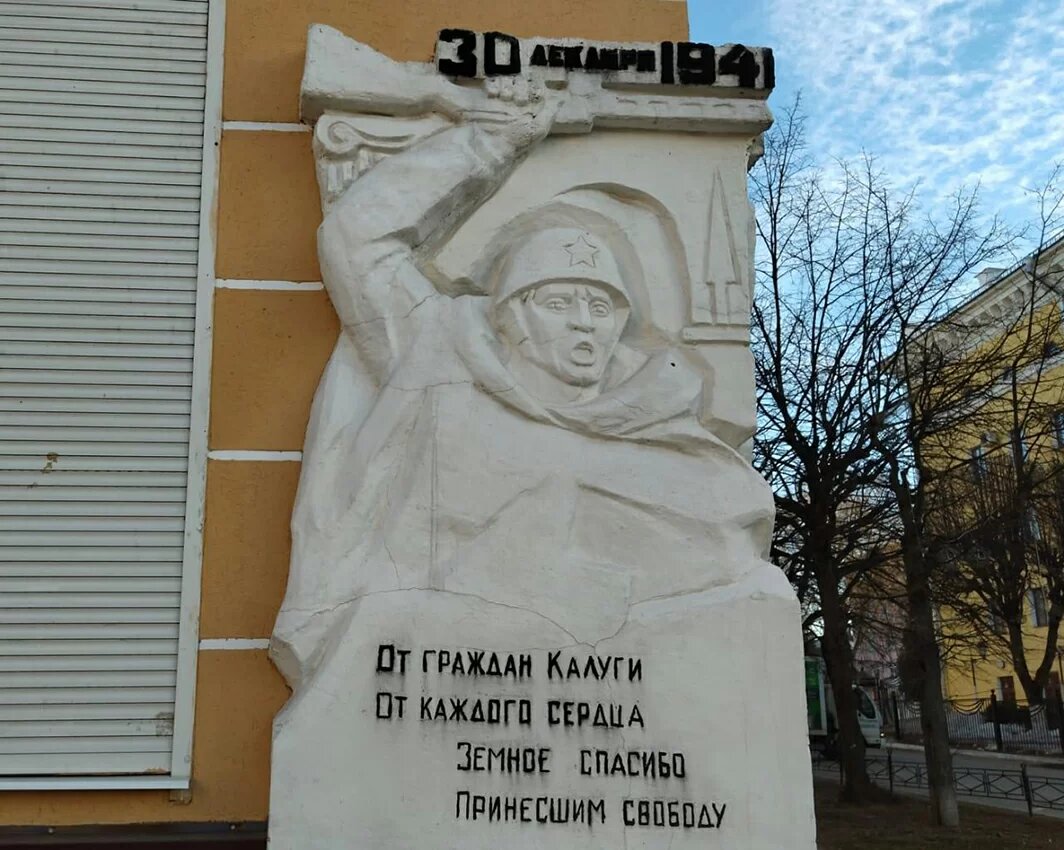 30 ДЕКАБРЯ 1941
От граждан Калуги
От каждого сердца
Земное спасибо
Принесшим свободу